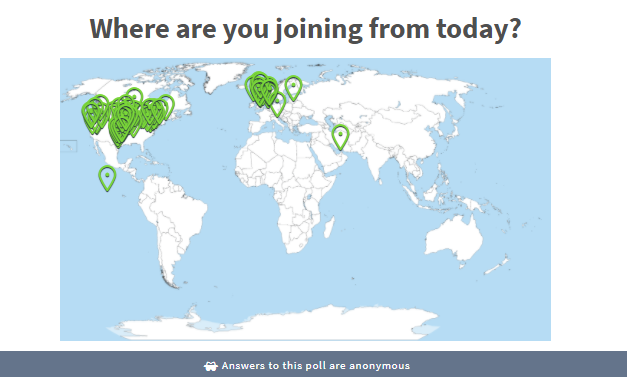 Where are you joining from today?
Answers to this poll are anonymous